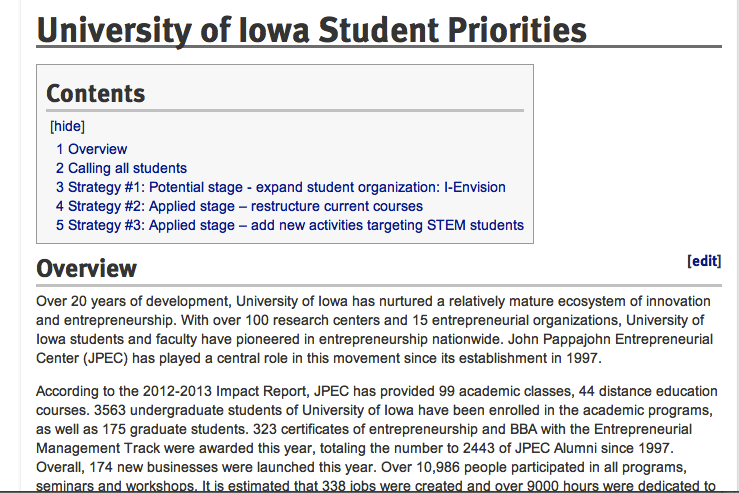 University of Iowa Student Priorities
Contents
[hide]
1 Overview
2 Calling all students
3 Strategy #1: Potential stage - expand student organization: I-Envision
4 Strategy #2: Applied stage – restructure current courses
5 Strategy #3: Applied stage – add new activities targeting STEM students
[edit]
Overview
Over 20 years of development, University of Iowa has nurtured a relatively mature ecosystem of innovation
and entrepreneurship. With over 100 research centers and 15 entrepreneurial organizations, University of
Iowa students and faculty have pioneered in entrepreneurship nationwide. John Pappajohn Entrepreneurial
Center (JPEC) has played a central role in this movement since its establishment in 1997.
According to the 2012-2013 Impact Report, JPEC has provided 99 academic classes, 44 distance education
courses. 3563 undergraduate students of University of Iowa have been enrolled in the academic programs,
as well as 175 graduate students. 323 certificates of entrepreneurship and BBA with the Entrepreneurial
Management Track were awarded this year, totaling the number to 2443 of JPEC Alumni since 1997.
Overall, 174 new businesses were launched this year. Over 10,986 people participated in all programs,
seminars and workshops. It is estimated that 338 jobs were created and over 9000 hours were dedicated to